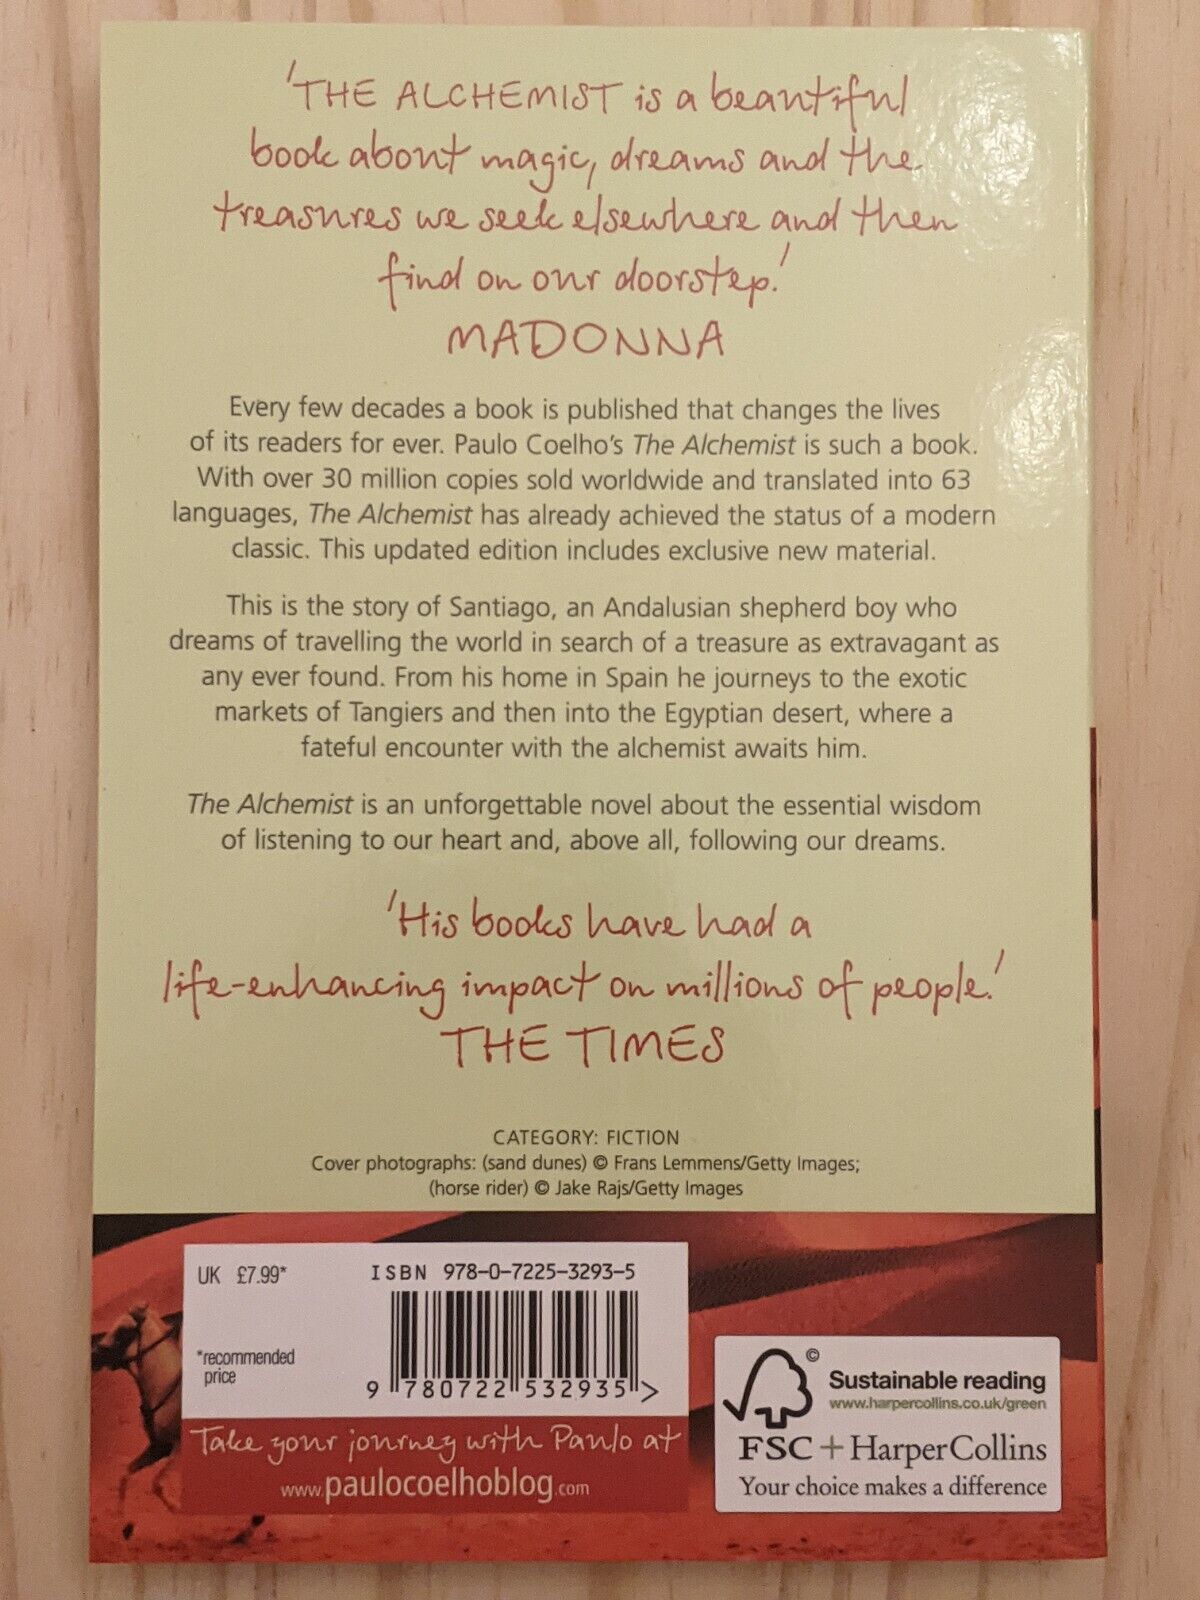 'THE ALCHEMIST is a beautiful
book about magic, dreams and the
treasures we seek elsewhere and then
find on our doorstep.'
MADONNA
Every few decades a book is published that changes the lives
of its readers for ever. Paulo Coelho's The Alchemist is such a book.
With over 30 million copies sold worldwide and translated into 63
languages, The Alchemist has already achieved the status of a modern
classic. This updated edition includes exclusive new material.
This is the story of Santiago, an Andalusian shepherd boy who
dreams of travelling the world in search of a treasure as extravagant as
any ever found. From his home in Spain he journeys to the exotic
markets of Tangiers and then into the Egyptian desert, where a
fateful encounter with the alchemist awaits him.
The Alchemist is an unforgettable novel about the essential wisdom
of listening to our heart and, above all, following our dreams.
'His books have had a
life-enhancing impact on millions of people.'
THE TIMES
CATEGORY: FICTION
Cover photographs: (sand dunes) © Frans Lemmens/Getty Images;
(horse rider) © Jake Rajs/Getty Images
UK £7.99*
*recommended
price
ISBN 978-0-7225-3293-5
9 780722 532935 >
Take your journey with Paulo at
www.paulocoelhoblog.com
©
Sustainable reading
www.harpercollins.co.uk/green
FSC + HarperCollins
Your choice makes a difference